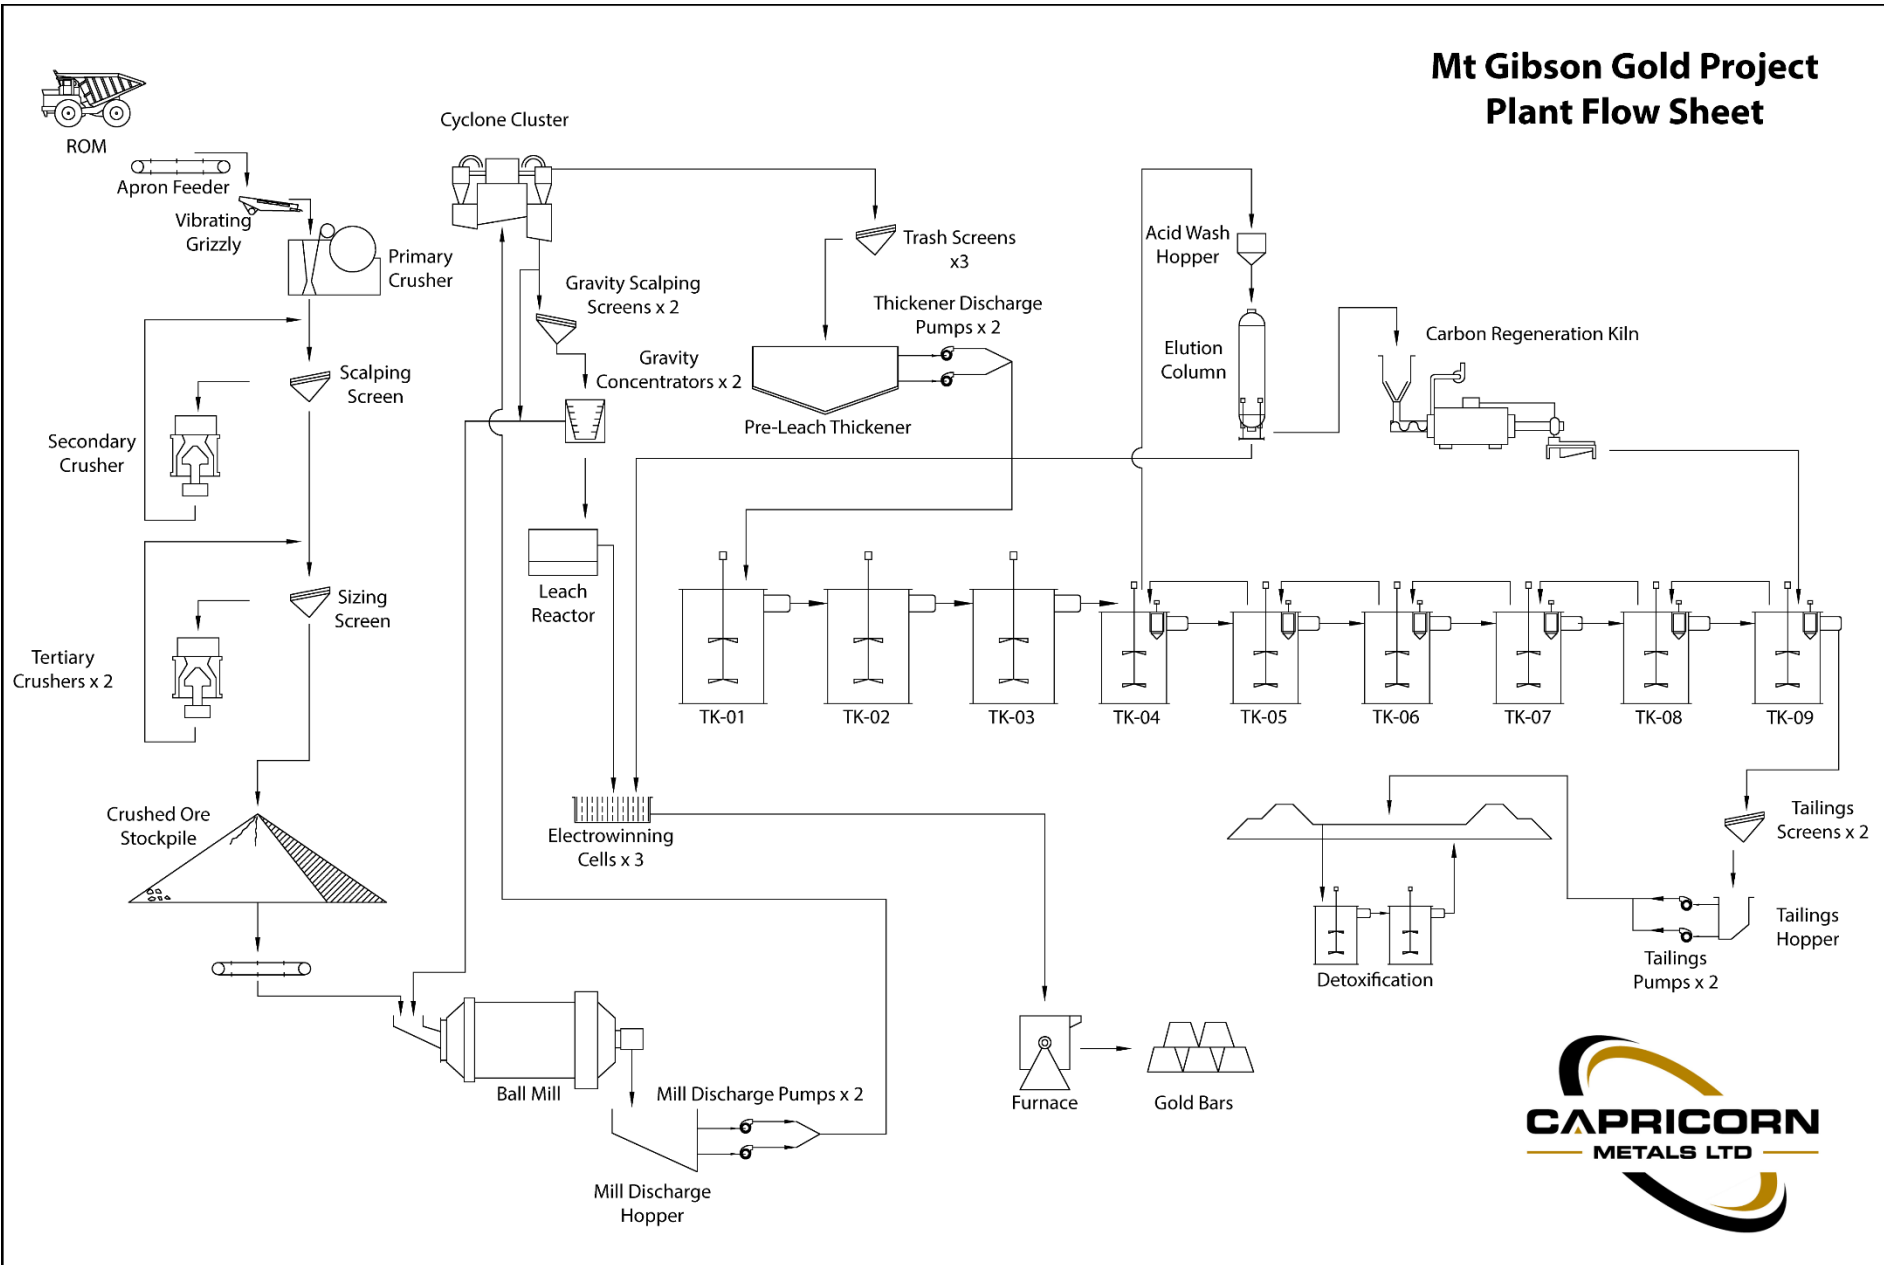 Mt Gibson Gold Project
Plant Flow Sheet
ROM
Apron Feeder
Vibrating
Grizzly
Primary
Crusher
Scalping
Screen
Secondary
Crusher
Sizing
Screen
Tertiary
Crushers x 2
Crushed Ore
Stockpile
Cyclone Cluster
Gravity Scalping
Screens x 2
Gravity
Concentrators x 2
Leach
Reactor
Electrowinning
Cells x 3
Ball Mill
Mill Discharge Pumps x 2
Mill Discharge
Hopper
Trash Screens
x3
Thickener Discharge
Pumps x 2
Pre-Leach Thickener
Acid Wash
Hopper
Elution
Column
Carbon Regeneration Kiln
TK-01
TK-02
TK-03
TK-04
TK-05
TK-06
TK-07
TK-08
TK-09
Tailings
Screens x 2
Tailings
Hopper
Tailings
Pumps x 2
Detoxification
Furnace
Gold Bars
CAPRICORN
METALS LTD